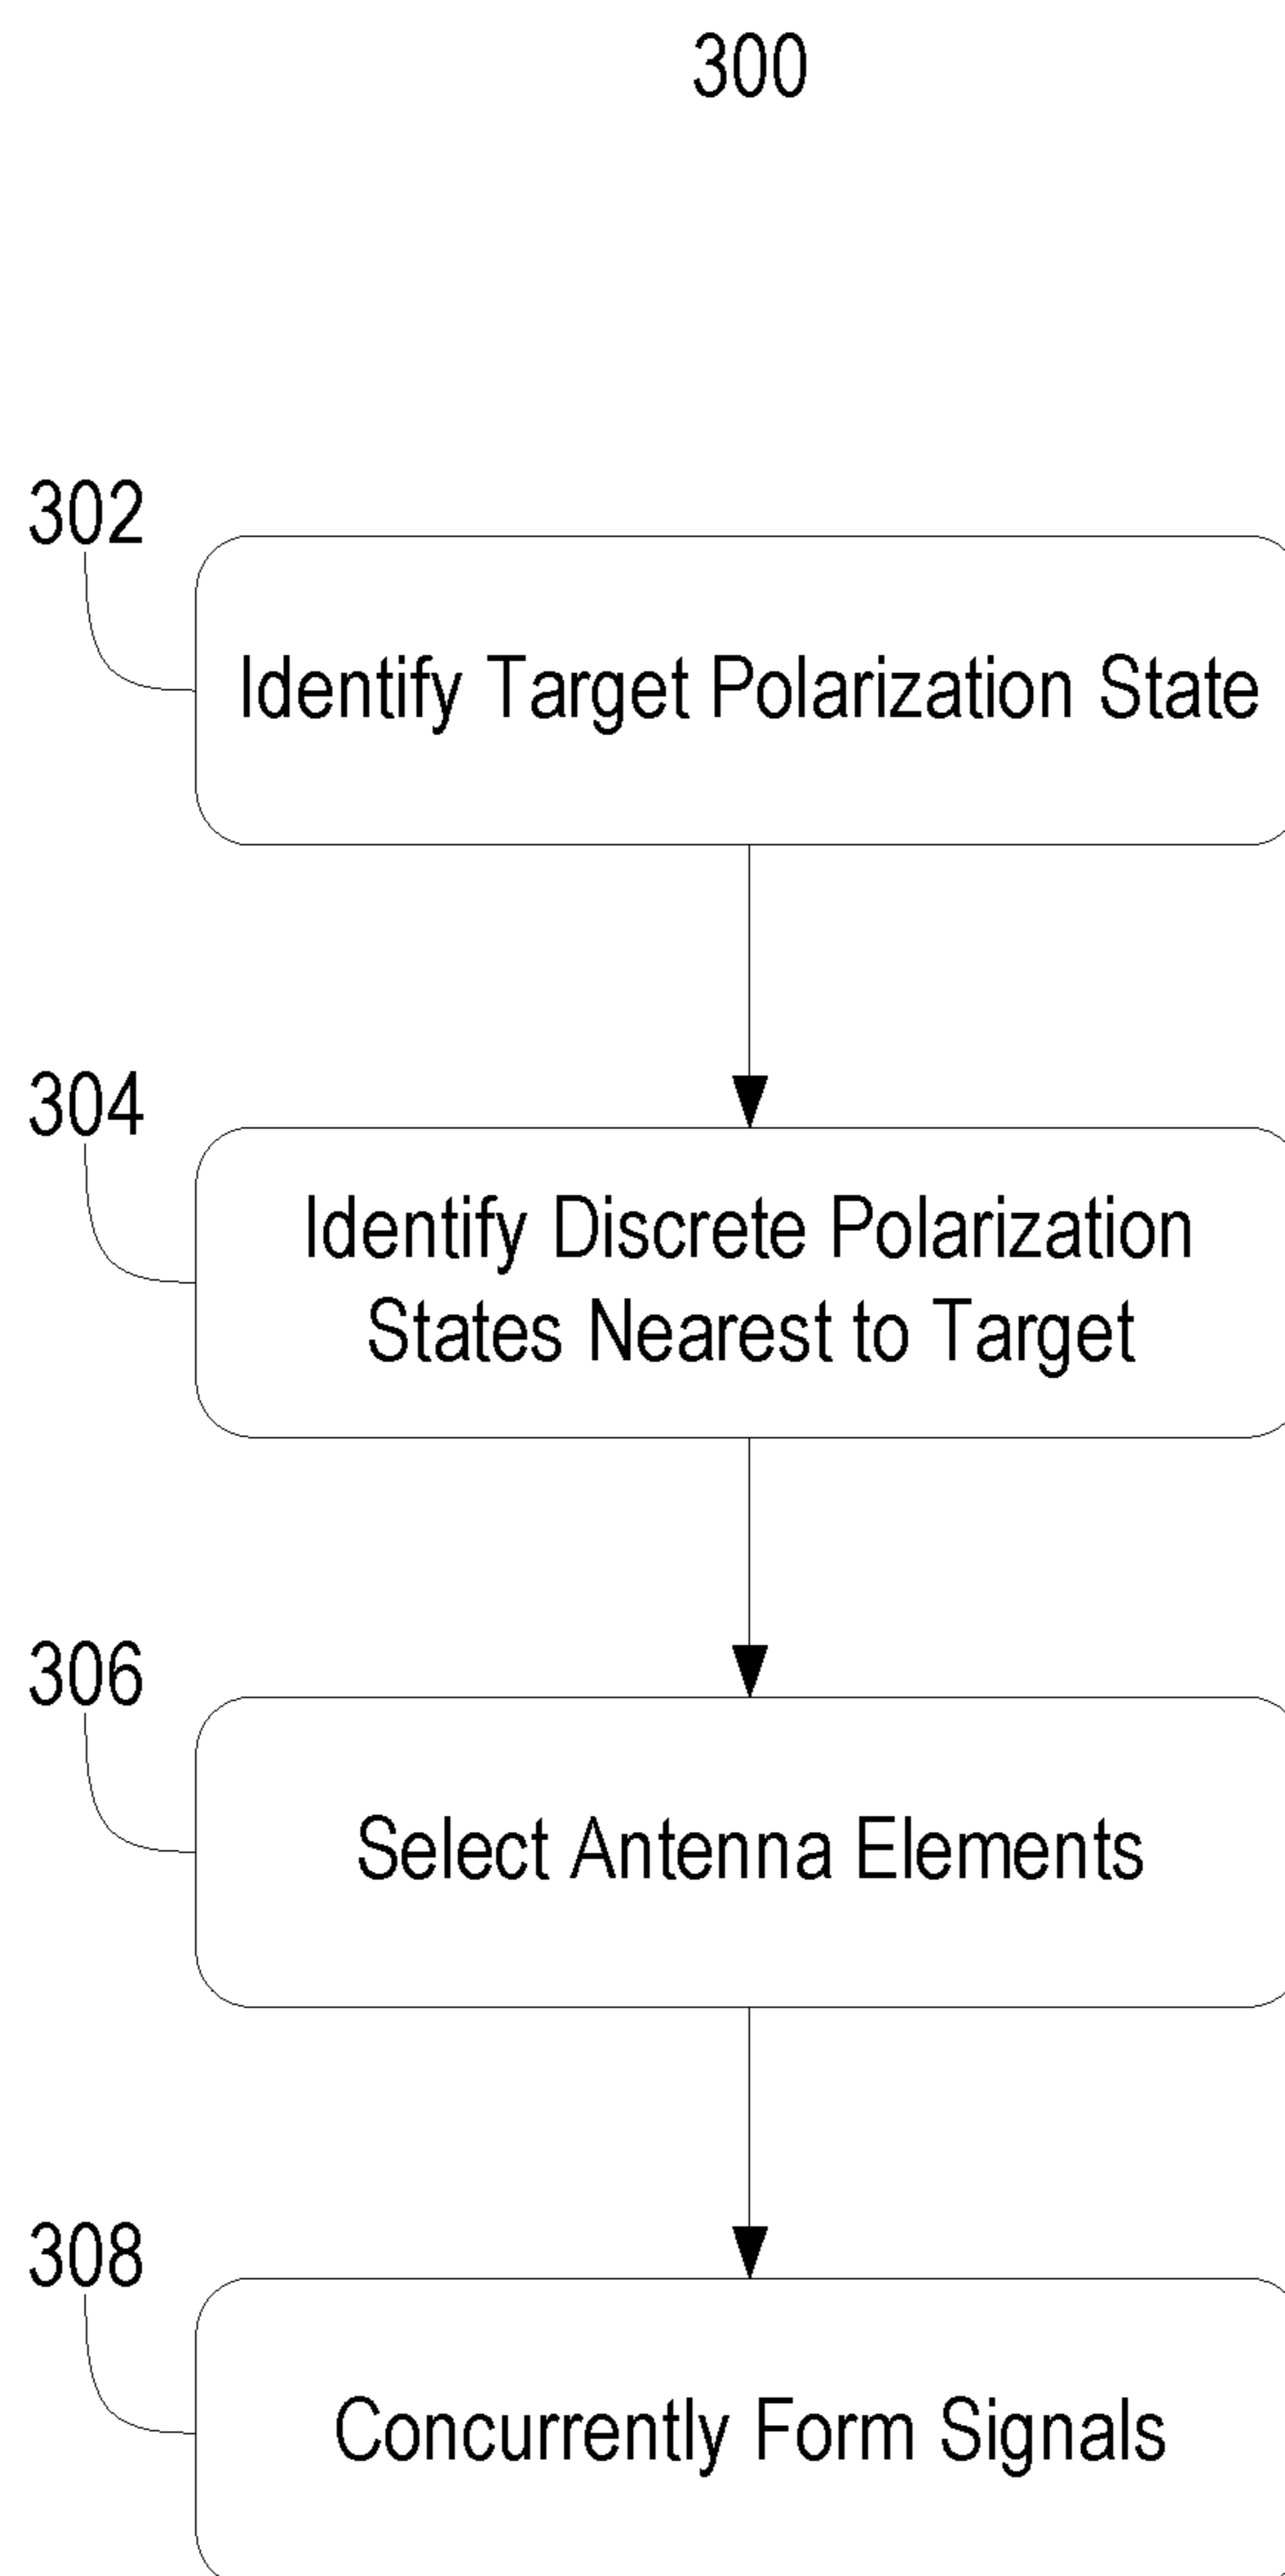 300
302
Identify Target Polarization State
304
Identify Discrete Polarization
States Nearest to Target
306
Select Antenna Elements
308
Concurrently Form Signals